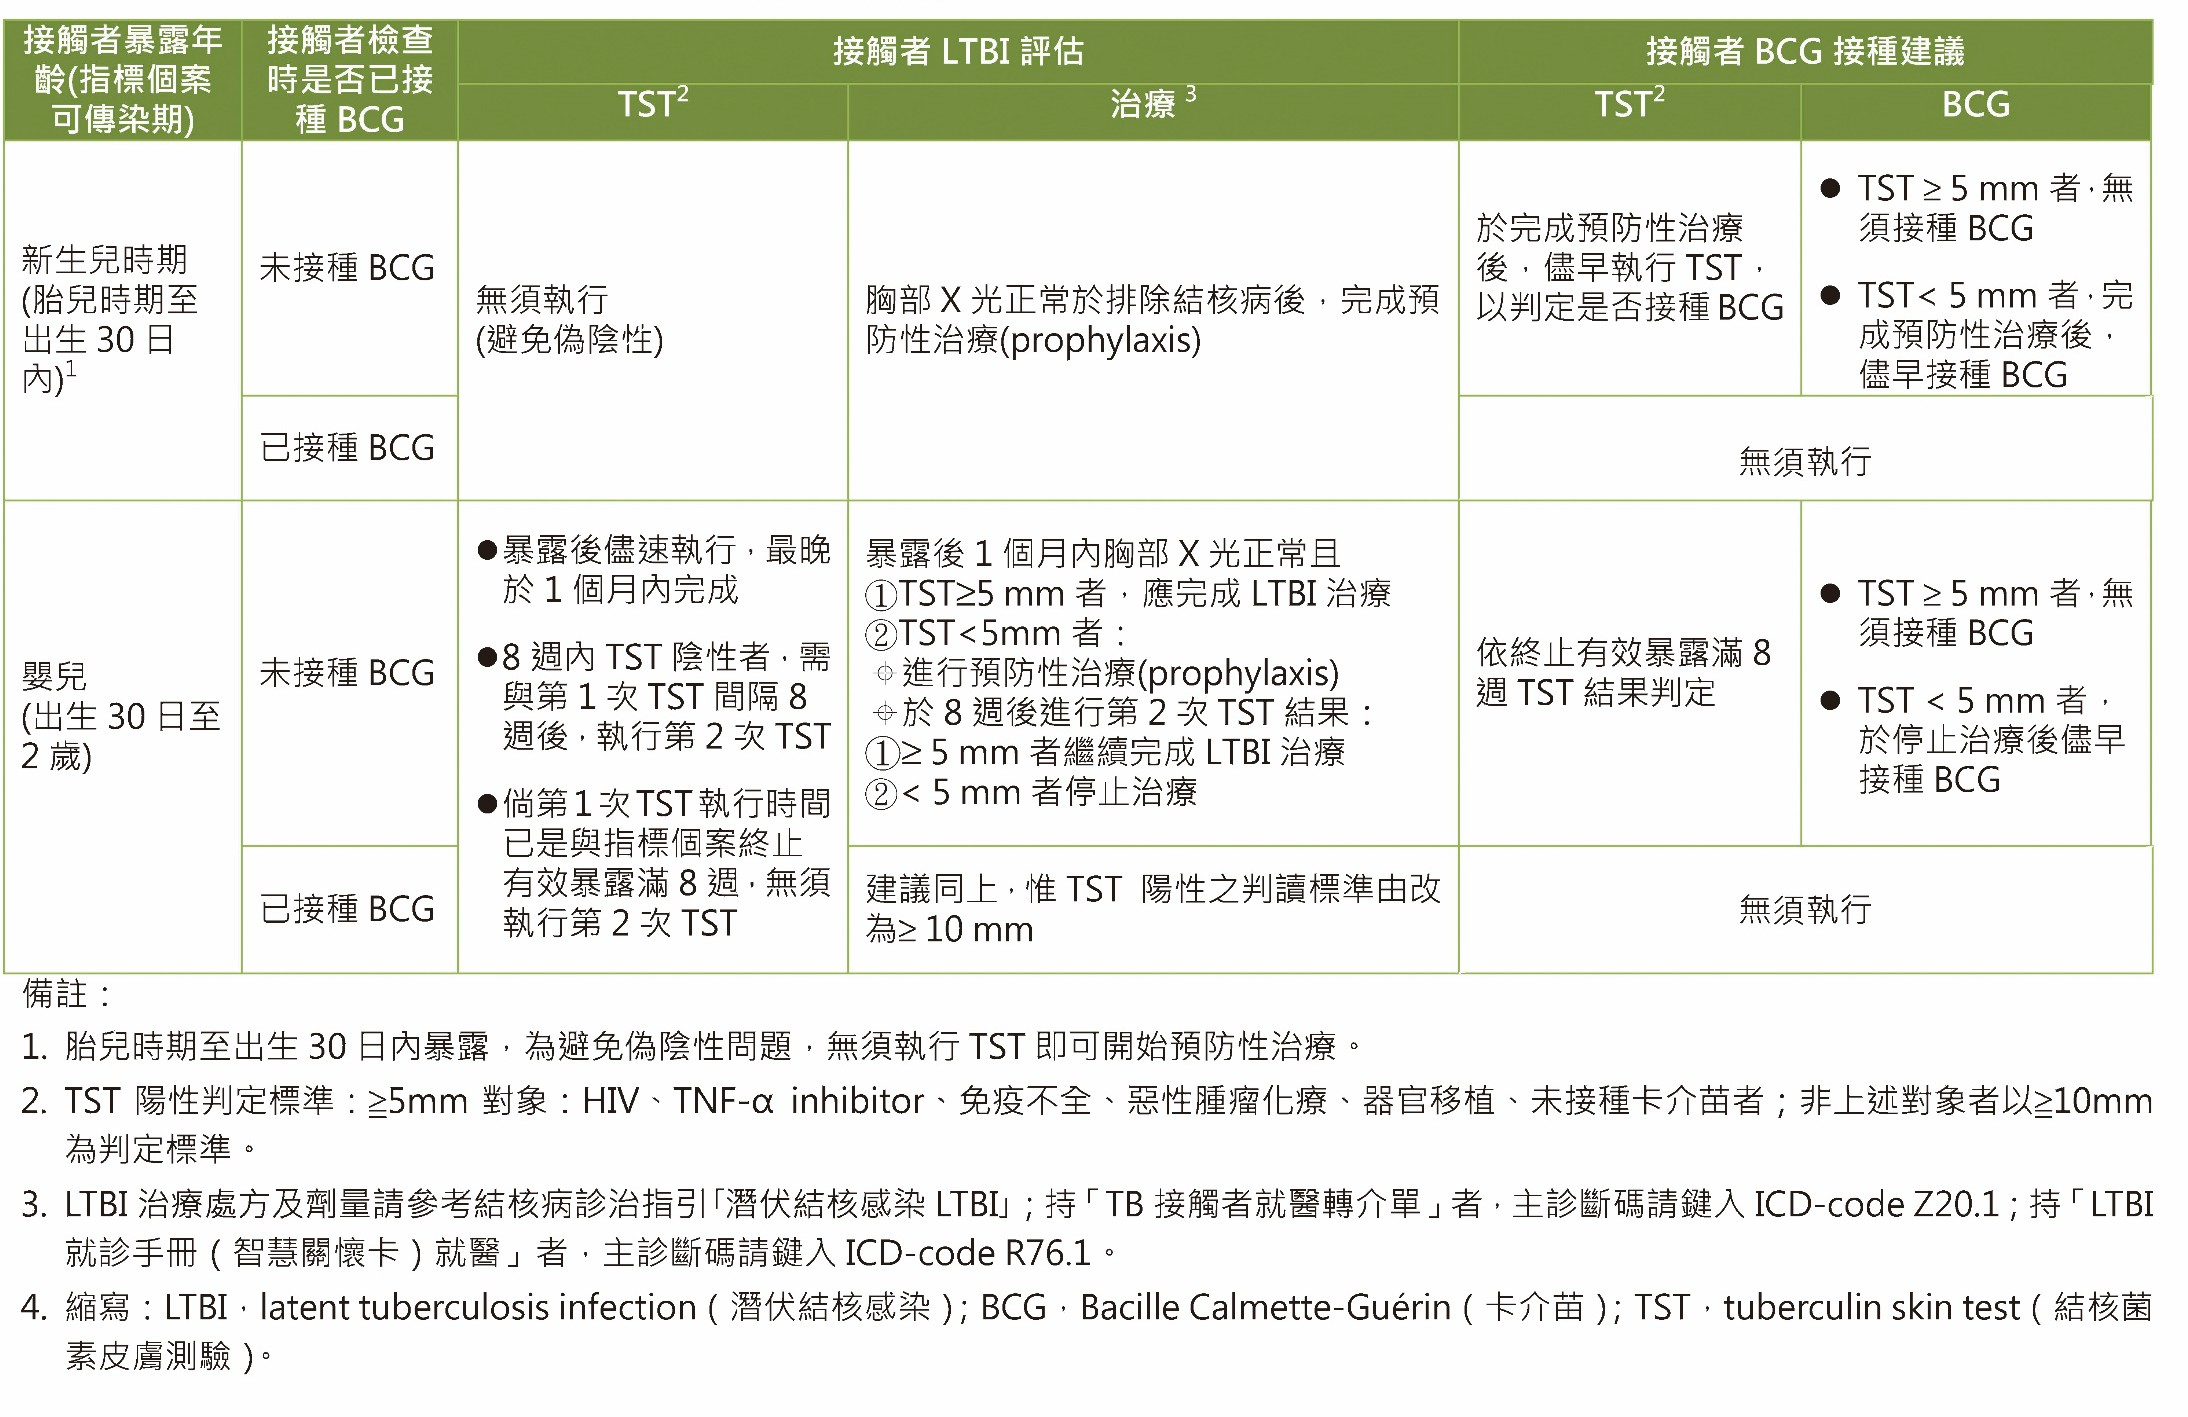 接觸者暴露年
齡(指標個案
可傳染期)
接觸者檢查
時是否已接
種 BCG
接觸者 LTBI 評估
接觸者 BCG 接種建議
TST²
治療 ³
TST²
BCG
新生兒時期
(胎兒時期至
出生 30 日
內)¹
未接種 BCG
無須執行
(避免偽陰性)
胸部 X 光正常於排除結核病後，完成預
防性治療(prophylaxis)
於完成預防性治療
後，儘早執行 TST，
以判定是否接種 BCG
● TST ≥ 5 mm 者，無
須接種 BCG
● TST< 5 mm 者，完
成預防性治療後，
儘早接種 BCG
已接種 BCG
無須執行
嬰兒
(出生 30 日至
2 歲)
未接種 BCG
●暴露後儘速執行，最晚
於 1 個月內完成
●8 週內 TST 陰性者，需
與第 1 次 TST 間隔 8
週後，執行第 2 次 TST
●倘第 1 次 TST 執行時間
已是與指標個案終止
有效暴露滿 8 週，無須
執行第 2 次 TST
暴露後 1 個月內胸部 X 光正常且
①TST≥5 mm 者，應完成 LTBI 治療
②TST<5mm 者：
⌖進行預防性治療(prophylaxis)
⌖於 8 週後進行第 2 次 TST 結果：
①≥ 5 mm 者繼續完成 LTBI 治療
②< 5 mm 者停止治療
依終止有效暴露滿 8
週 TST 結果判定
● TST ≥ 5 mm 者，無
須接種 BCG
● TST < 5 mm 者，
於停止治療後儘早
接種 BCG
已接種 BCG
建議同上，惟 TST 陽性之判讀標準由改
為≥ 10 mm
無須執行
備註：
1. 胎兒時期至出生 30 日內暴露，為避免偽陰性問題，無須執行 TST 即可開始預防性治療。
2. TST 陽性判定標準：≧5mm 對象：HIV、TNF-α inhibitor、免疫不全、惡性腫瘤化療、器官移植、未接種卡介苗者；非上述對象者以≧10mm
為判定標準。
3. LTBI 治療處方及劑量請參考結核病診治指引「潛伏結核感染 LTBI」；持「TB 接觸者就醫轉介單」者，主診斷碼請鍵入 ICD-code Z20.1；持「LTBI
就診手冊（智慧關懷卡）就醫」者，主診斷碼請鍵入 ICD-code R76.1。
4. 縮寫：LTBI，latent tuberculosis infection（潛伏結核感染）; BCG，Bacille Calmette-Guérin（卡介苗）; TST，tuberculin skin test（結核菌
素皮膚測驗）。